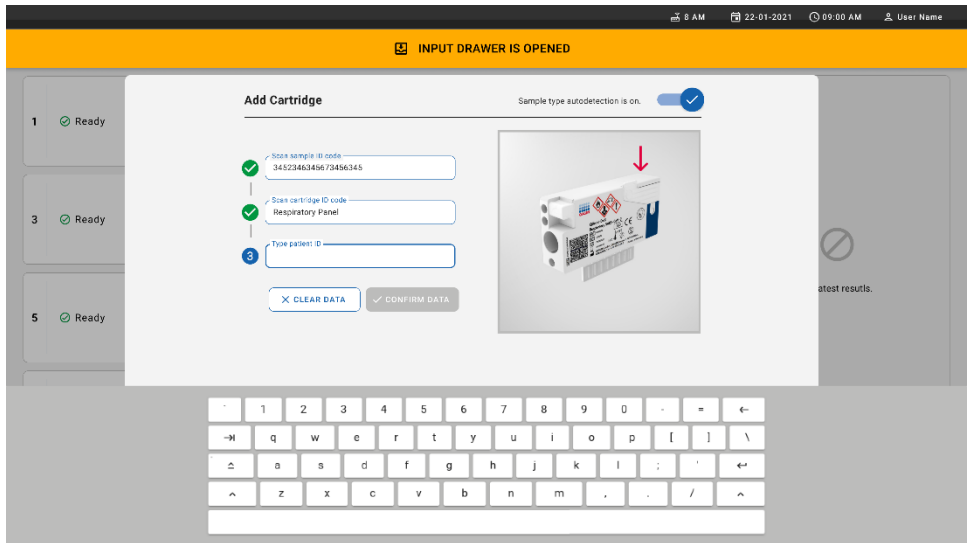 8 AM 22-01-2021 09:00 AM User Name
INPUT DRAWER IS OPENED
Add Cartridge
Sample type autodetection is on.
1 Ready
Scan sample ID code
3452346345673456345
Scan cartridge ID code
Respiratory Panel
3 Ready
Type patient ID
3
CLEAR DATA CONFIRM DATA
atest resutls.
5 Ready
CE
` 1 2 3 4 5 6 7 8 9 0 - =
q w e r t y u i o p [ ] \
a s d f g h j k l ; '
z x c v b n m , . /